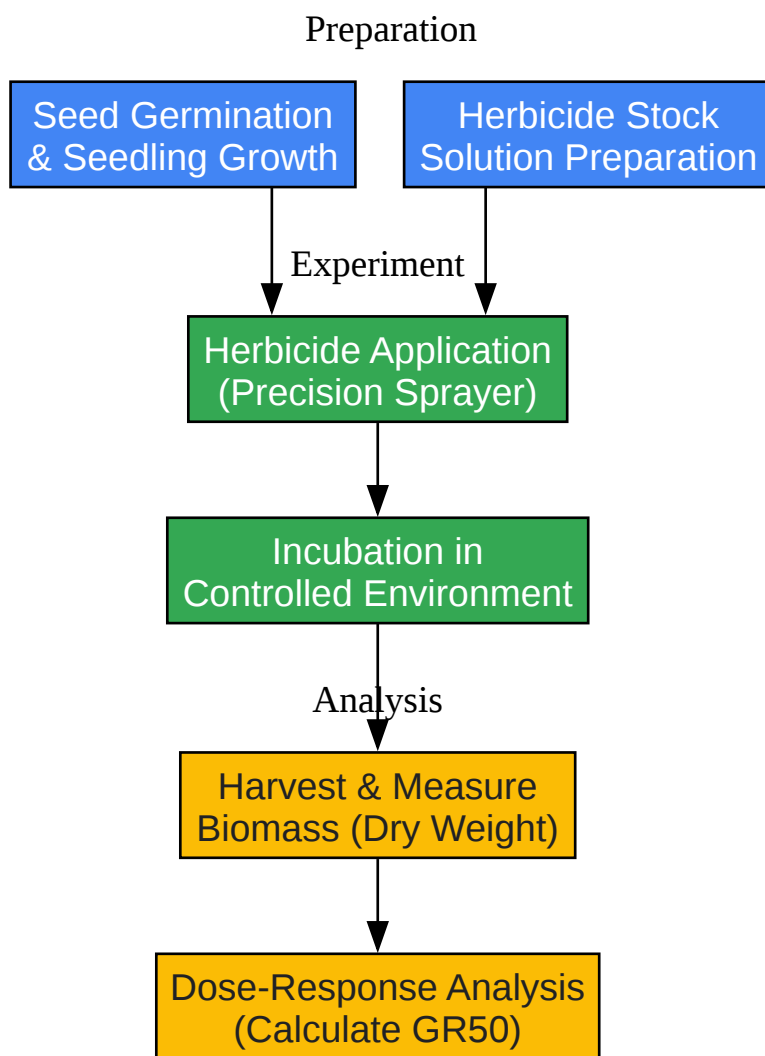 Preparation
Seed Germination
& Seedling Growth
Herbicide Stock
Solution Preparation
Experiment
Herbicide Application
(Precision Sprayer)
Incubation in
Controlled Environment
Analysis
Harvest & Measure
Biomass (Dry Weight)
Dose-Response Analysis
(Calculate GR50)